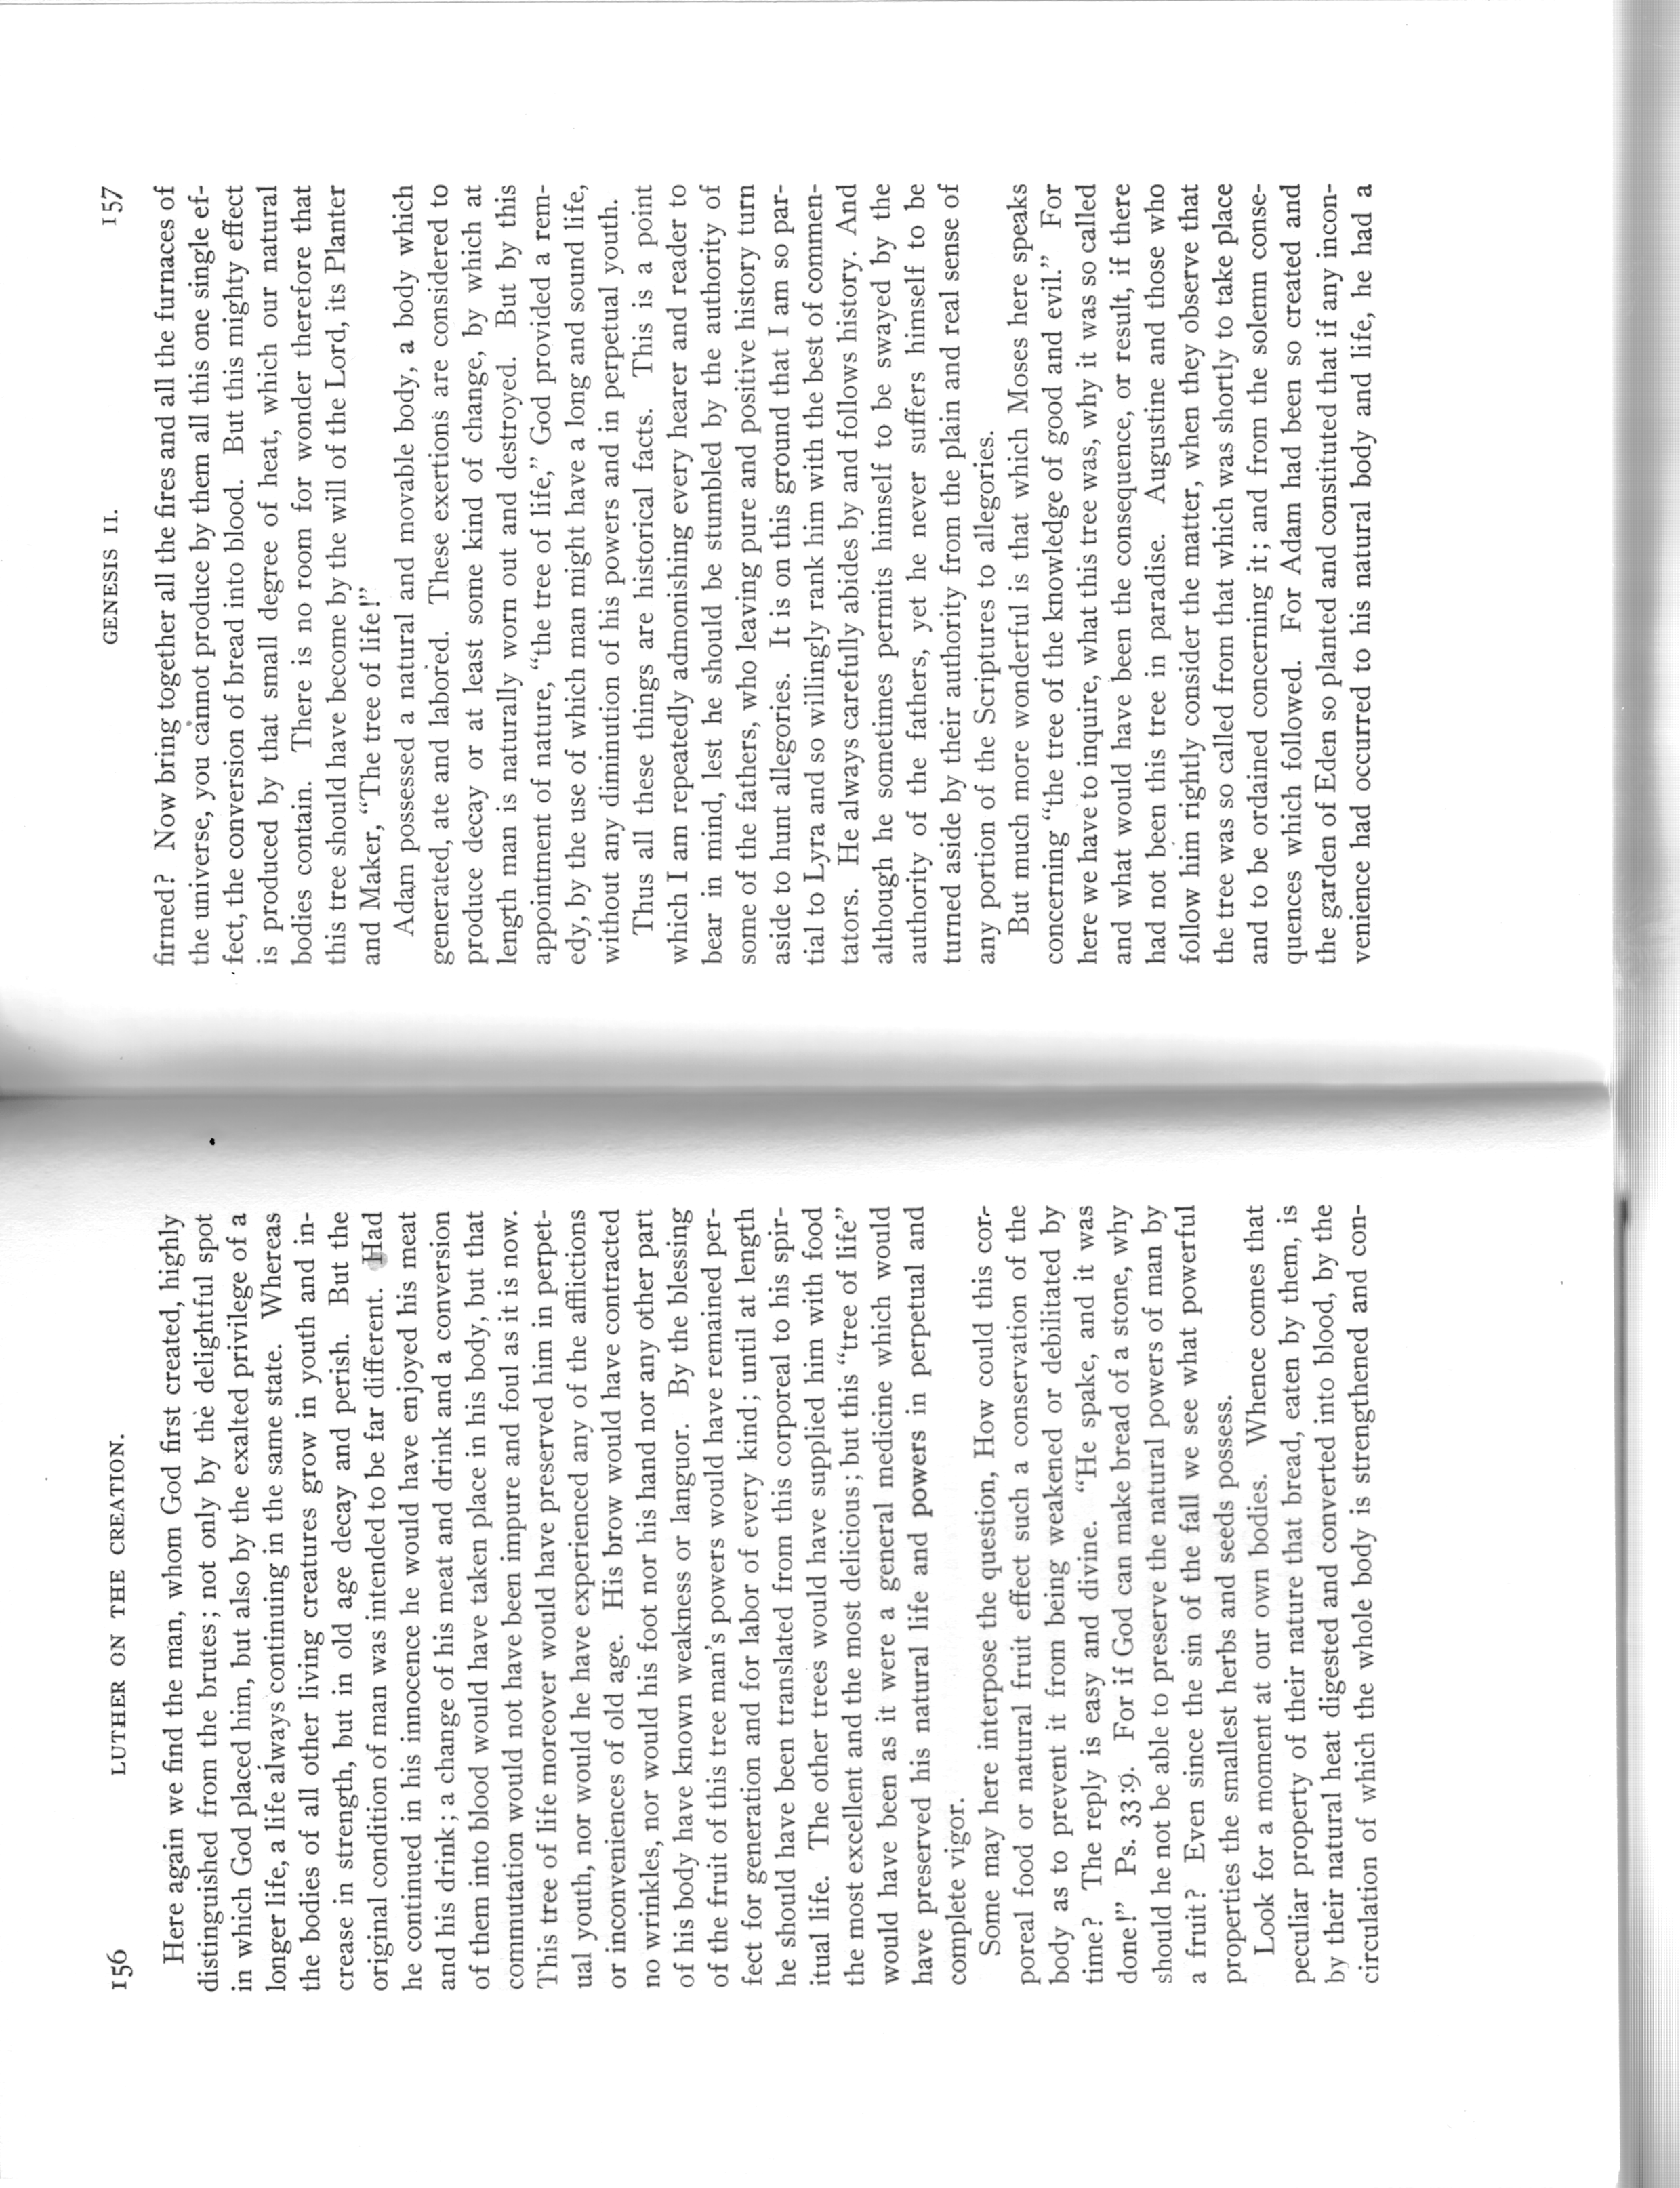 156 LUTHER ON THE CREATION.
Here again we find the man, whom God first created, highly
distinguished from the brutes; not only by the delightful spot
in which God placed him, but also by the exalted privilege of a
longer life, a life always continuing in the same state. Whereas
the bodies of all other living creatures grow in youth and in-
crease in strength, but in old age decay and perish. But the
original condition of man was intended to be far different. Had
he continued in his innocence he would have enjoyed his meat
and his drink; a change of his meat and drink and a conversion
of them into blood would have taken place in his body, but that
commutation would not have been impure and foul as it is now.
This tree of life moreover would have preserved him in perpet-
ual youth, nor would he have experienced any of the afflictions
or inconveniences of old age. His brow would have contracted
no wrinkles, nor would his foot nor his hand nor any other part
of his body have known weakness or languor. By the blessing
of the fruit of this tree man's powers would have remained per-
fect for generation and for labor of every kind; until at length
he should have been translated from this corporeal to his spir-
itual life. The other trees would have supplied him with food
the most excellent and the most delicious; but this "tree of life"
would have been as it were a general medicine which would
have preserved his natural life and powers in perpetual and
complete vigor.
Some may here interpose the question, How could this cor-
poreal food or natural fruit effect such a conservation of the
body as to prevent it from being weakened or debilitated by
time? The reply is easy and divine. "He spake, and it was
done!" Ps. 33:9. For if God can make bread of a stone, why
should he not be able to preserve the natural powers of man by
a fruit? Even since the sin of the fall we see what powerful
properties the smallest herbs and seeds possess.
Look for a moment at our own bodies. Whence comes that
peculiar property of their nature that bread, eaten by them, is
by their natural heat digested and converted into blood, by the
circulation of which the whole body is strengthened and con-
GENESIS II. 157
firmed? Now bring together all the fires and all the furnaces of
the universe, you cannot produce by them all this one single ef-
fect, the conversion of bread into blood. But this mighty effect
is produced by that small degree of heat, which our natural
bodies contain. There is no room for wonder therefore that
this tree should have become by the will of the Lord, its Planter
and Maker, "The tree of life!"
Adam possessed a natural and movable body, a body which
generated, ate and labored. These exertions are considered to
produce decay or at least some kind of change, by which at
length man is naturally worn out and destroyed. But by this
appointment of nature, "the tree of life," God provided a rem-
edy, by the use of which man might have a long and sound life,
without any diminution of his powers and in perpetual youth.
Thus all these things are historical facts. This is a point
which I am repeatedly admonishing every hearer and reader to
bear in mind, lest he should be stumbled by the authority of
some of the fathers, who leaving pure and positive history turn
aside to hunt allegories. It is on this ground that I am so par-
tial to Lyra and so willingly rank him with the best of commen-
tators. He always carefully abides by and follows history. And
although he sometimes permits himself to be swayed by the
authority of the fathers, yet he never suffers himself to be
turned aside by their authority from the plain and real sense of
any portion of the Scriptures to allegories.
But much more wonderful is that which Moses here speaks
concerning "the tree of the knowledge of good and evil." For
here we have to inquire, what this tree was, why it was so called
and what would have been the consequence, or result, if there
had not been this tree in paradise. Augustine and those who
follow him rightly consider the matter, when they observe that
the tree was so called from that which was shortly to take place
and to be ordained concerning it; and from the solemn conse-
quences which followed. For Adam had been so created and
the garden of Eden so planted and constituted that if any incon-
venience had occurred to his natural body and life, he had a